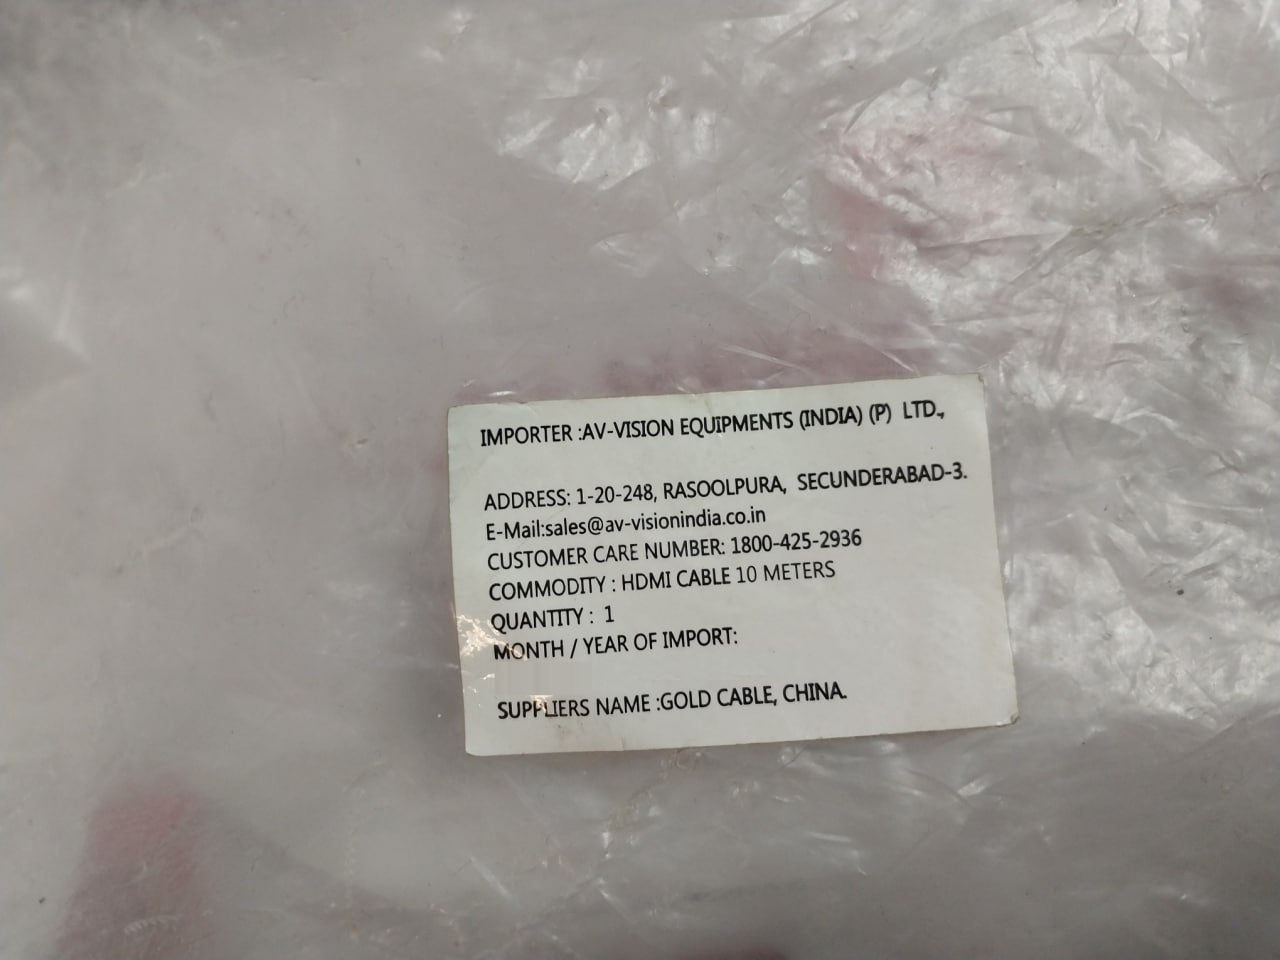 IMPORTER :AV-VISION EQUIPMENTS (INDIA) (P) LTD.,
ADDRESS: 1-20-248, RASOOLPURA, SECUNDERABAD-3.
E-Mail:sales@av-visionindia.co.in
CUSTOMER CARE NUMBER: 1800-425-2936
COMMODITY : HDMI CABLE 10 METERS
QUANTITY : 1
MONTH / YEAR OF IMPORT:
SUPPLIERS NAME :GOLD CABLE, CHINA.